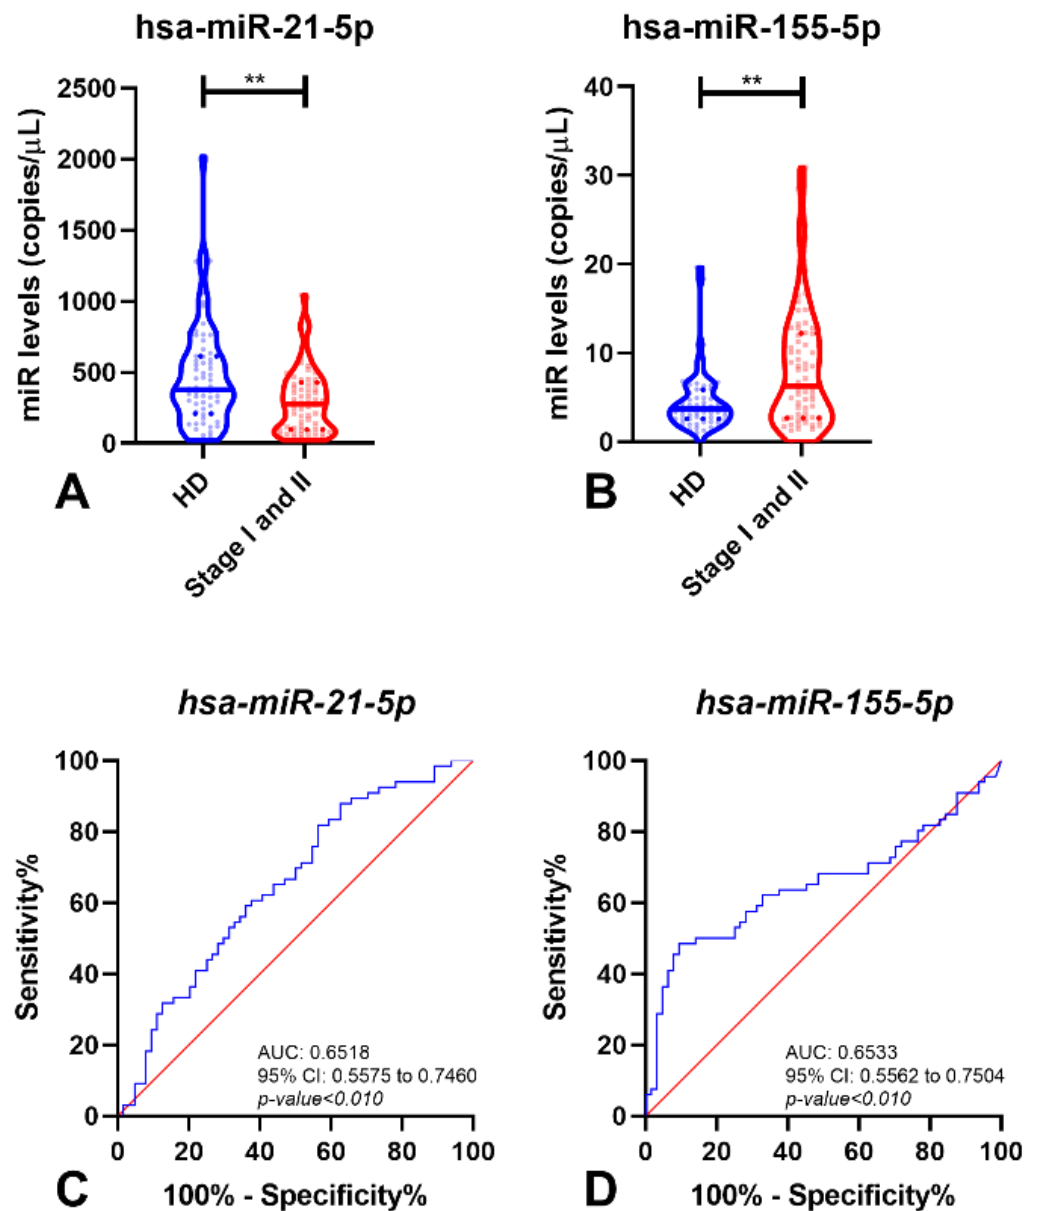 hsa-miR-21-5p
**
miR levels (copies/μL)
2500
2000
1500
1000
500
0
HD
Stage I and II
A
hsa-miR-155-5p
**
miR levels (copies/μL)
40
30
20
10
0
HD
Stage I and II
B
hsa-miR-21-5p
Sensitivity%
100
80
60
40
20
0
AUC: 0.6518
95% CI: 0.5575 to 0.7460
p-value<0.010
0 20 40 60 80 100
100% - Specificity%
C
hsa-miR-155-5p
Sensitivity%
100
80
60
40
20
0
AUC: 0.6533
95% CI: 0.5562 to 0.7504
p-value<0.010
0 20 40 60 80 100
100% - Specificity%
D